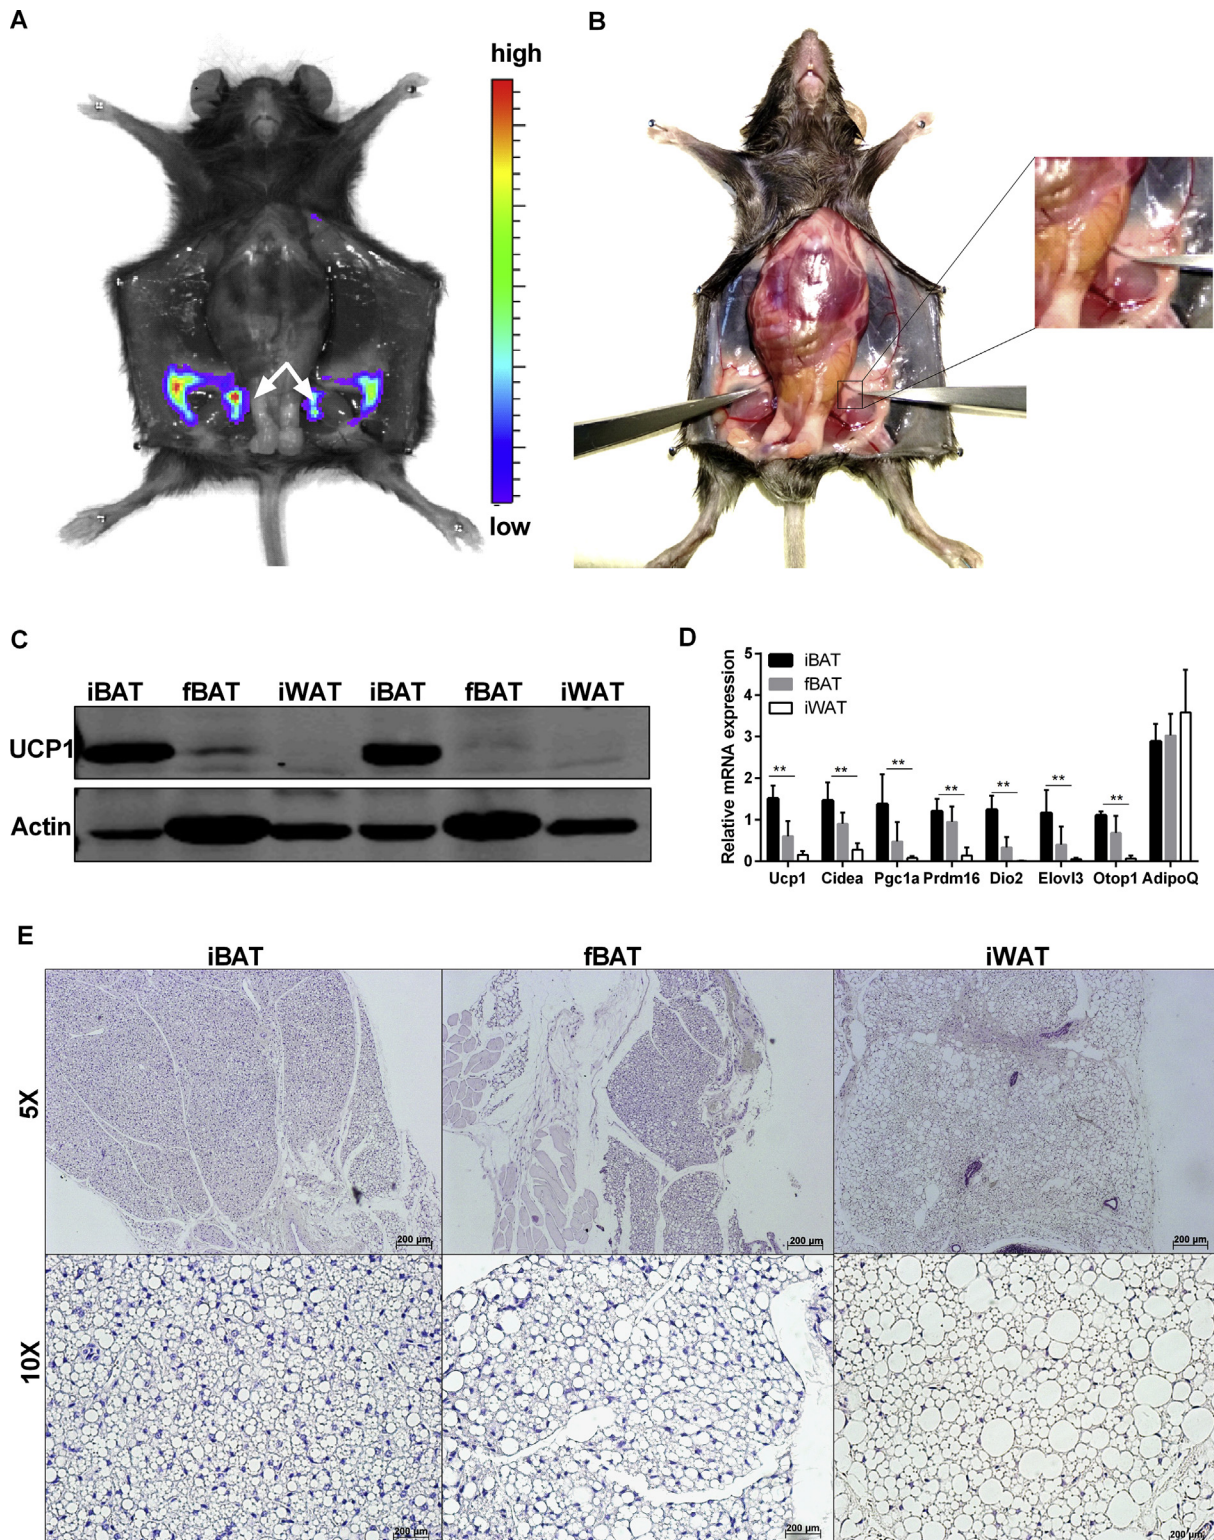 A
high
low
B
C
iBAT fBAT iWAT iBAT fBAT iWAT
UCP1
Actin
D
Relative mRNA expression
5
4
3
2
1
0
iBAT
fBAT
iWAT
** ** ** ** ** ** **
Ucp1 Cidea Pgc1a Prdm16 Dio2 Elovl3 Otop1 AdipoQ
E
iBAT fBAT iWAT
5X
200 µm 200 µm 200 µm
10X
200 µm 200 µm 200 µm